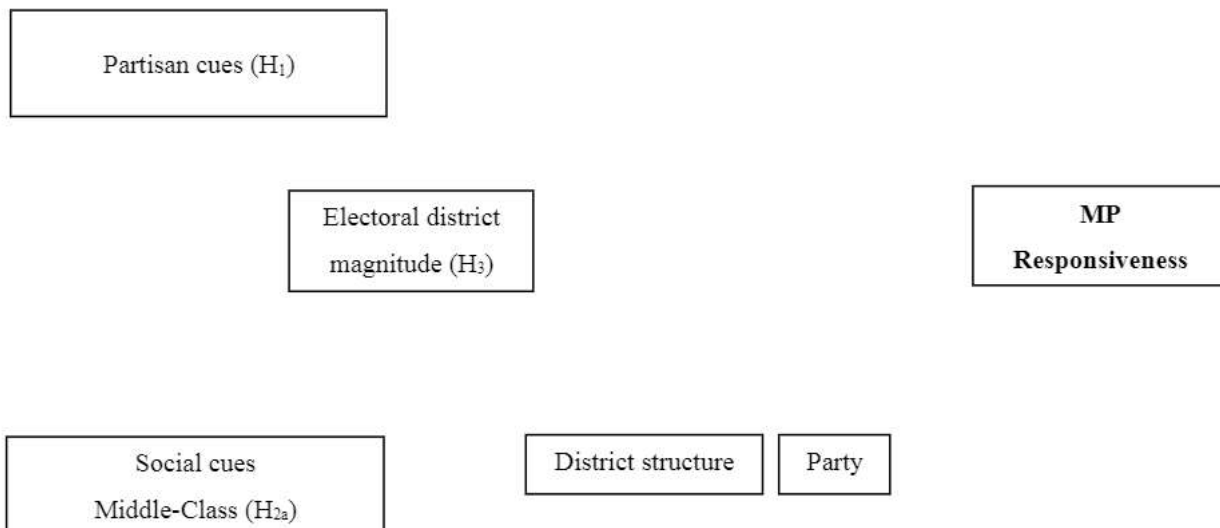 Partisan cues (H₁)
Electoral district
magnitude (H₃)
MP
Responsiveness
Social cues
Middle-Class (H₂ₐ)
District structure
Party